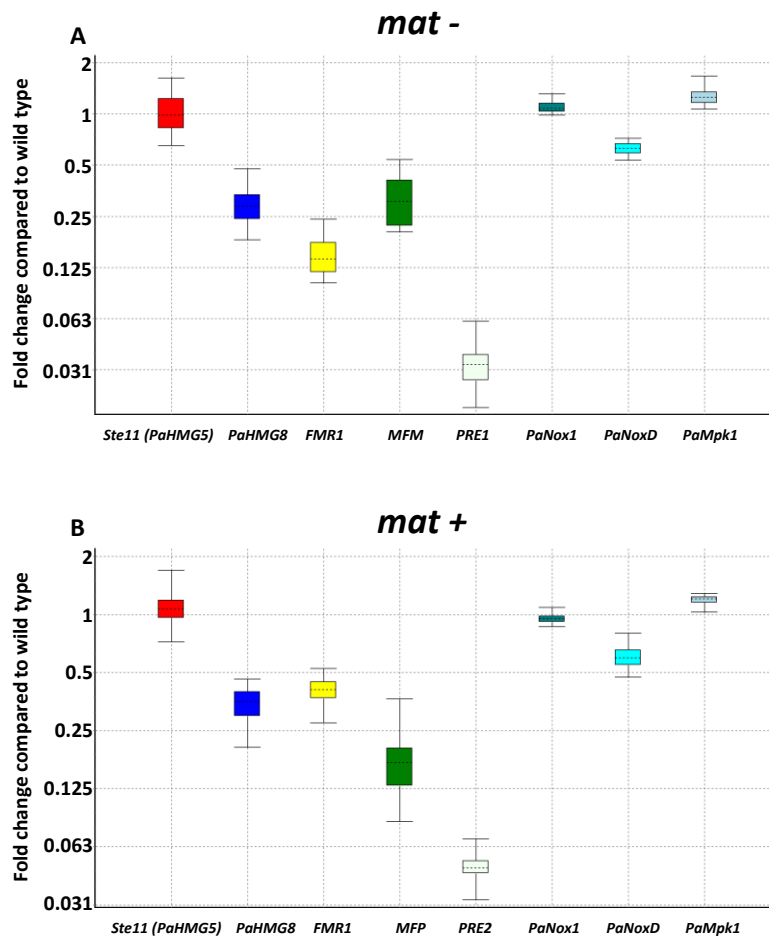 A
mat -
Fold change compared to wild type
2
1
0.5
0.25
0.125
0.063
0.031
Ste11 (PaHMG5) PaHMG8 FMR1 MFM PRE1 PaNox1 PaNoxD PaMpk1
B
mat +
Fold change compared to wild type
2
1
0.5
0.25
0.125
0.063
0.031
Ste11 (PaHMG5) PaHMG8 FMR1 MFP PRE2 PaNox1 PaNoxD PaMpk1